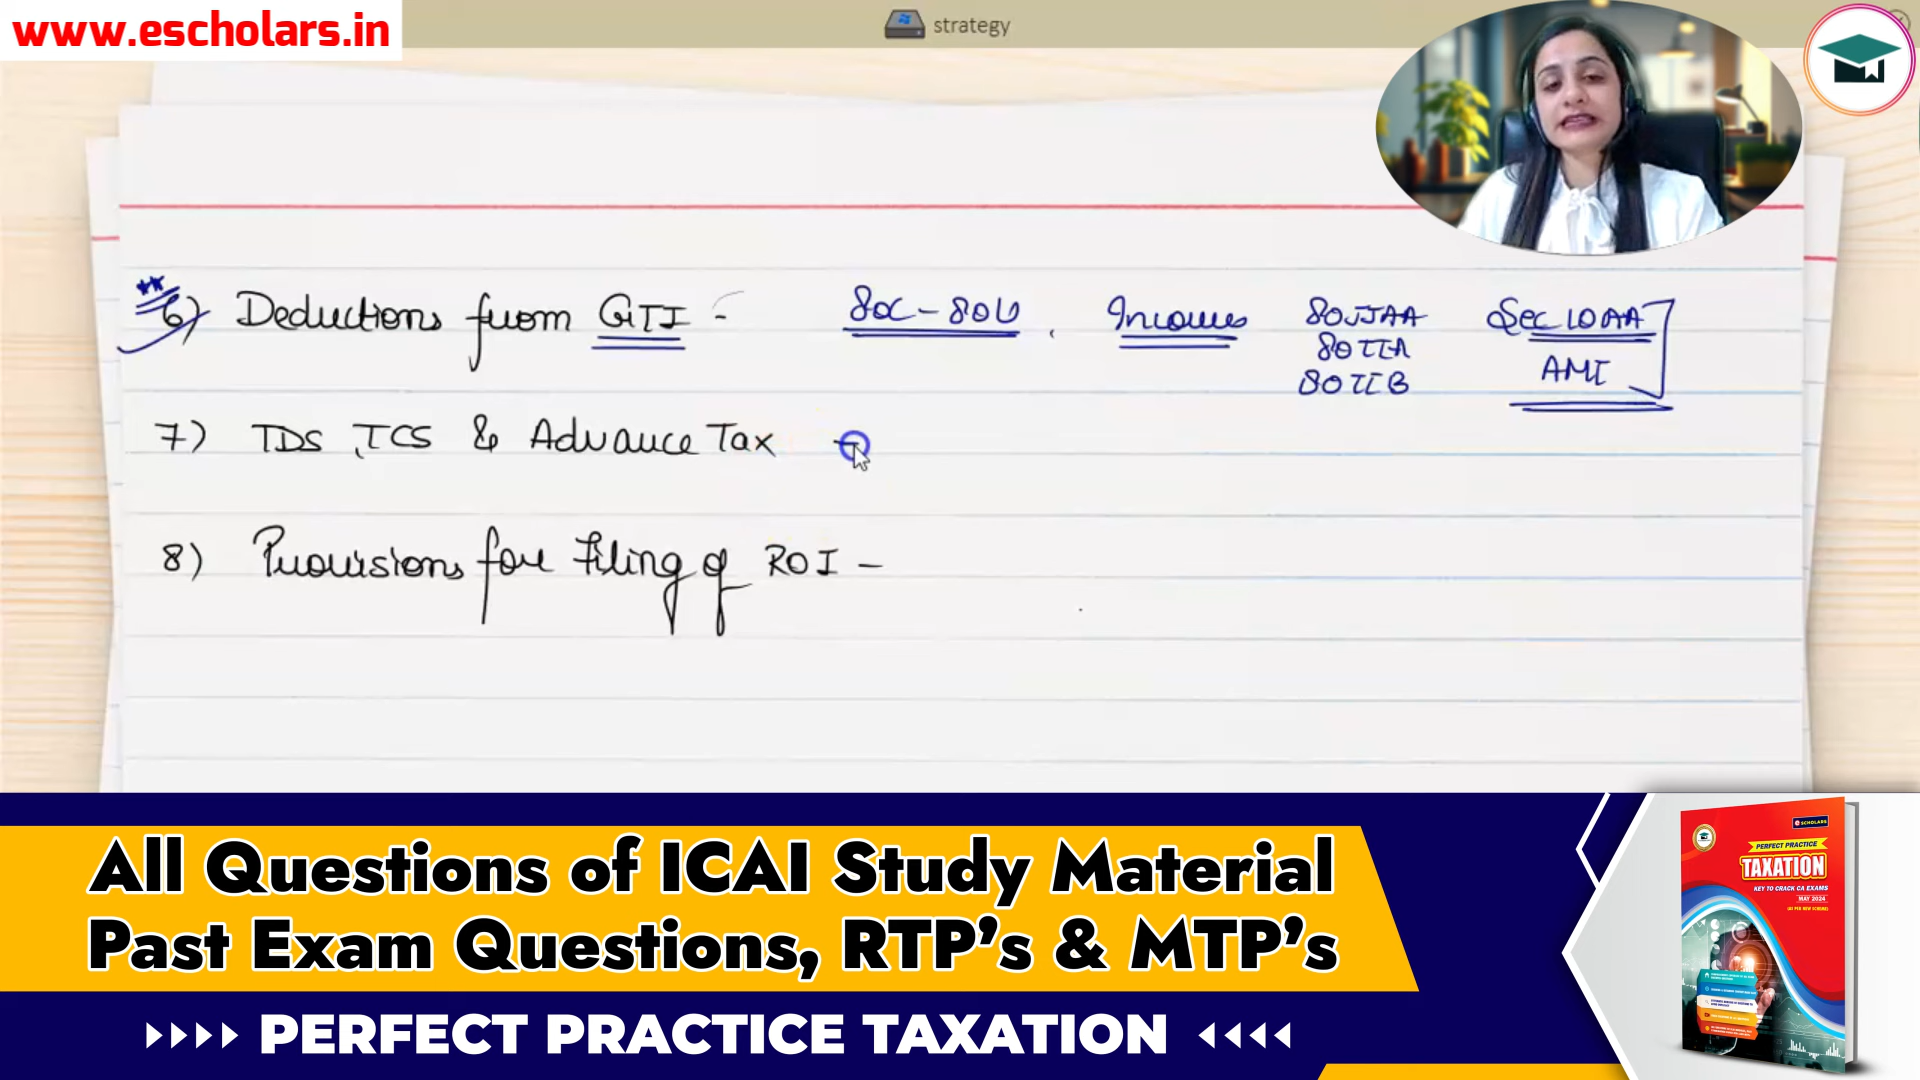 www.escholars.in
strategy
6) Deductions from GTI - 80C - 80U, Incomes 80JJAA Sec 10AA
80TTA AMT
80TTB
7) TDS, TCS & Advance Tax -
8) Provisions for Filing of ROI -
All Questions of ICAI Study Material
Past Exam Questions, RTP's & MTP's
PERFECT PRACTICE TAXATION
SCHOLARS
PERFECT PRACTICE
TAXATION
KEY TO CRACK CA EXAMS
MAY 2024